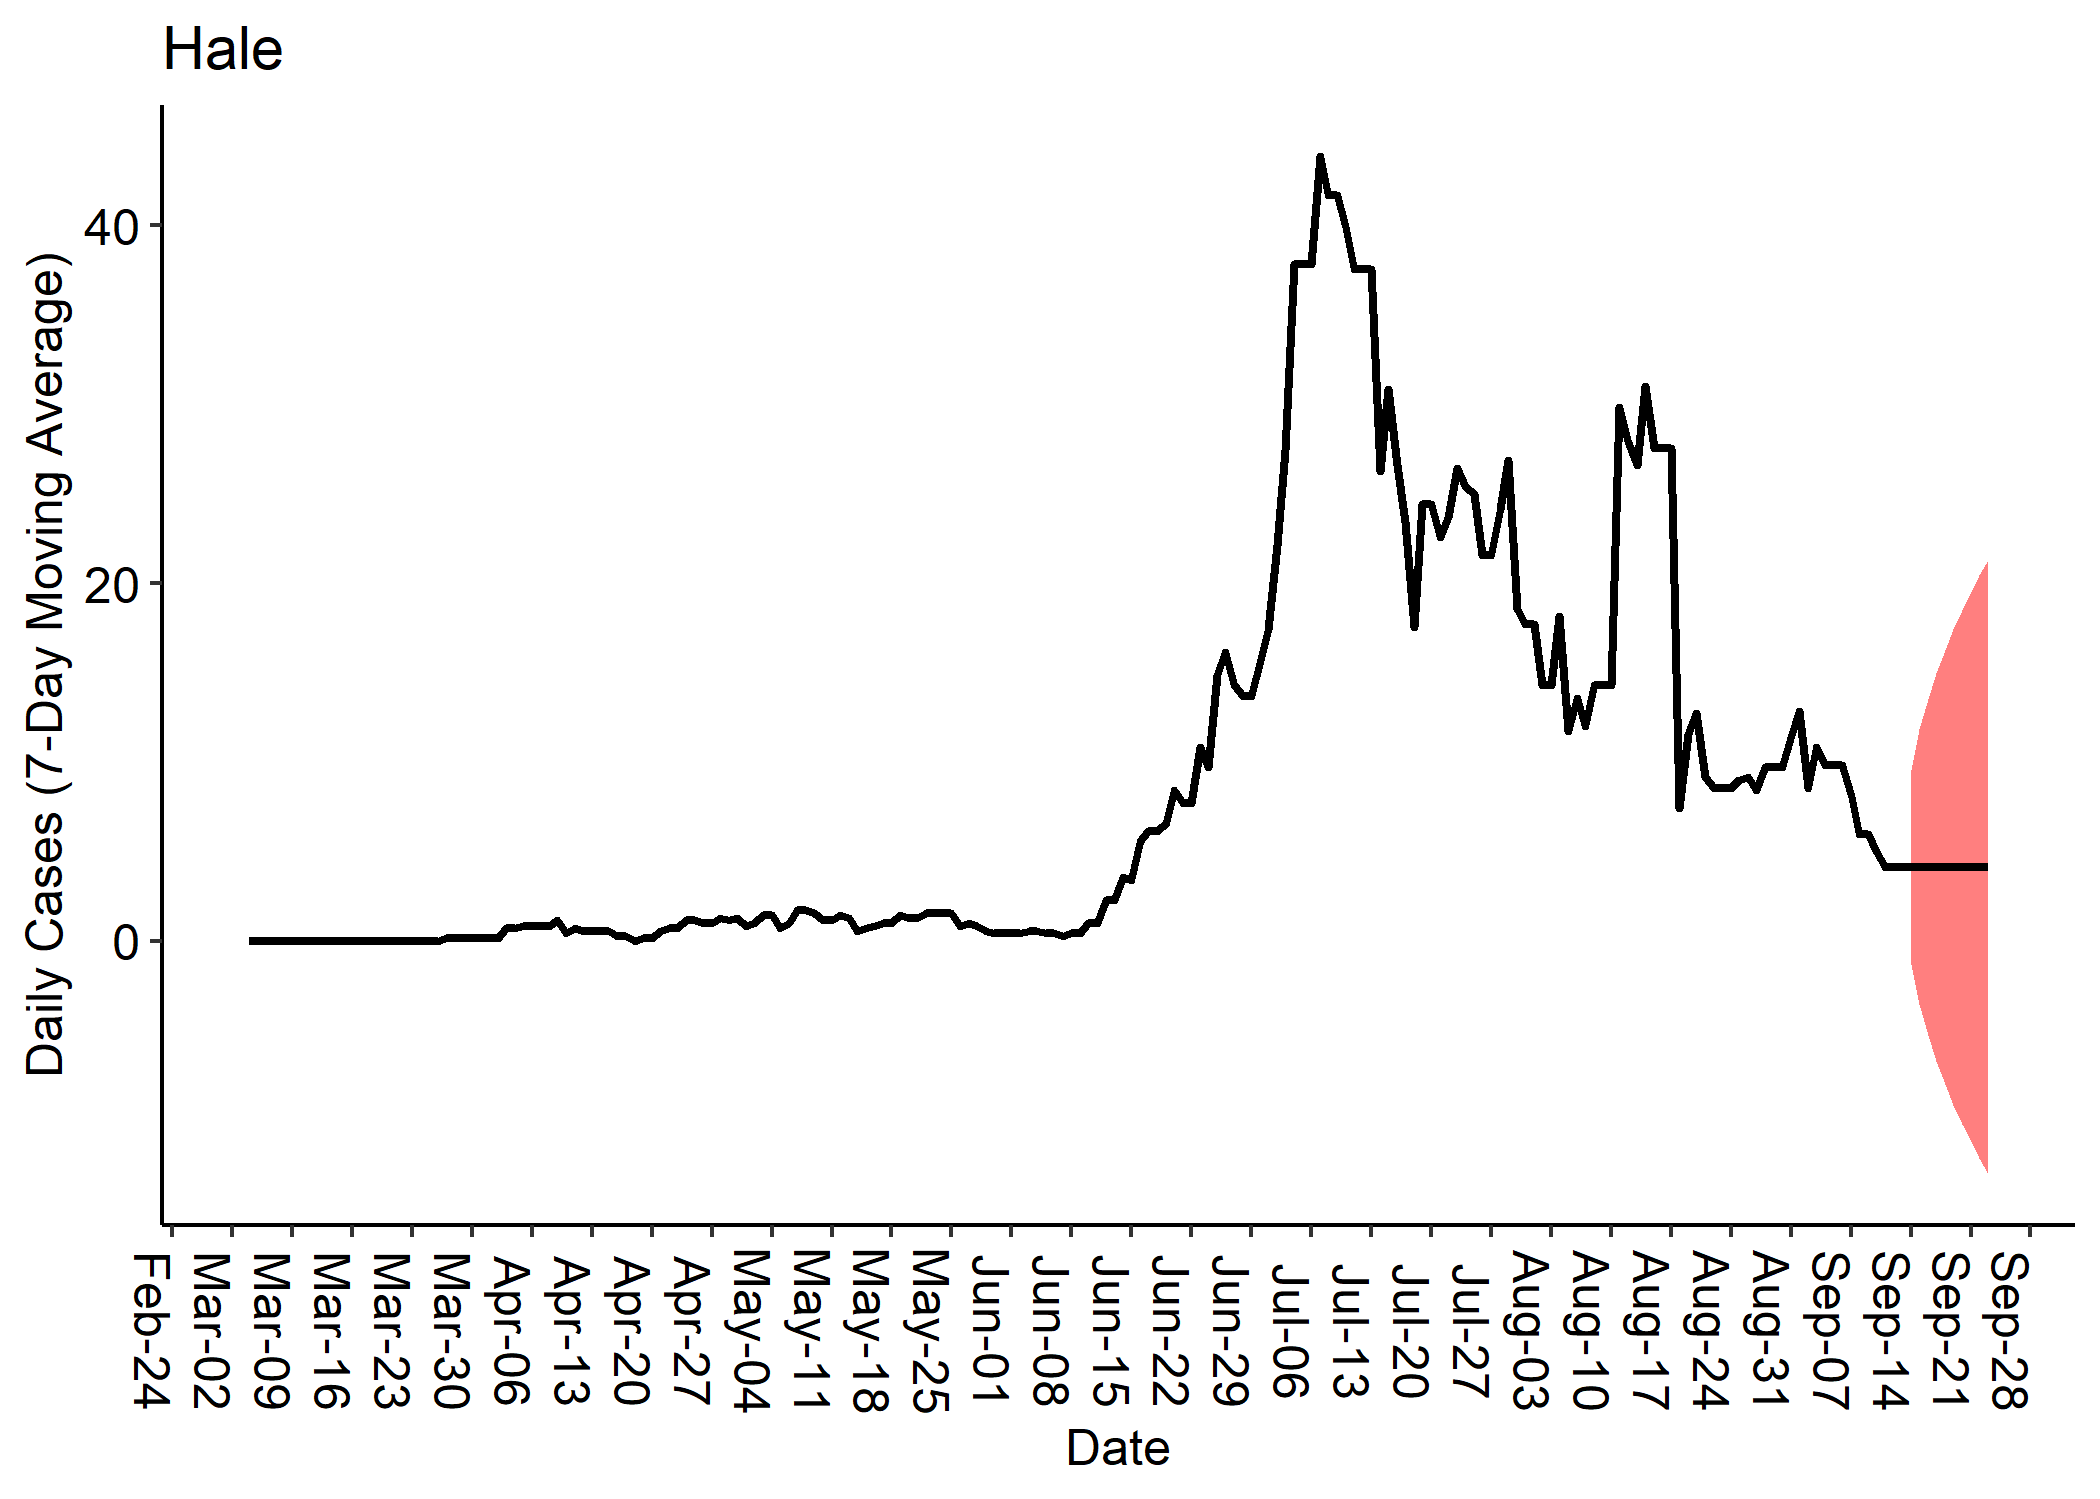 Hale
Daily Cases (7-Day Moving Average)
40
20
0
Feb-24
Mar-02
Mar-09
Mar-16
Mar-23
Mar-30
Apr-06
Apr-13
Apr-20
Apr-27
May-04
May-11
May-18
May-25
Jun-01
Jun-08
Jun-15
Jun-22
Jun-29
Jul-06
Jul-13
Jul-20
Jul-27
Aug-03
Aug-10
Aug-17
Aug-24
Aug-31
Sep-07
Sep-14
Sep-21
Sep-28
Date